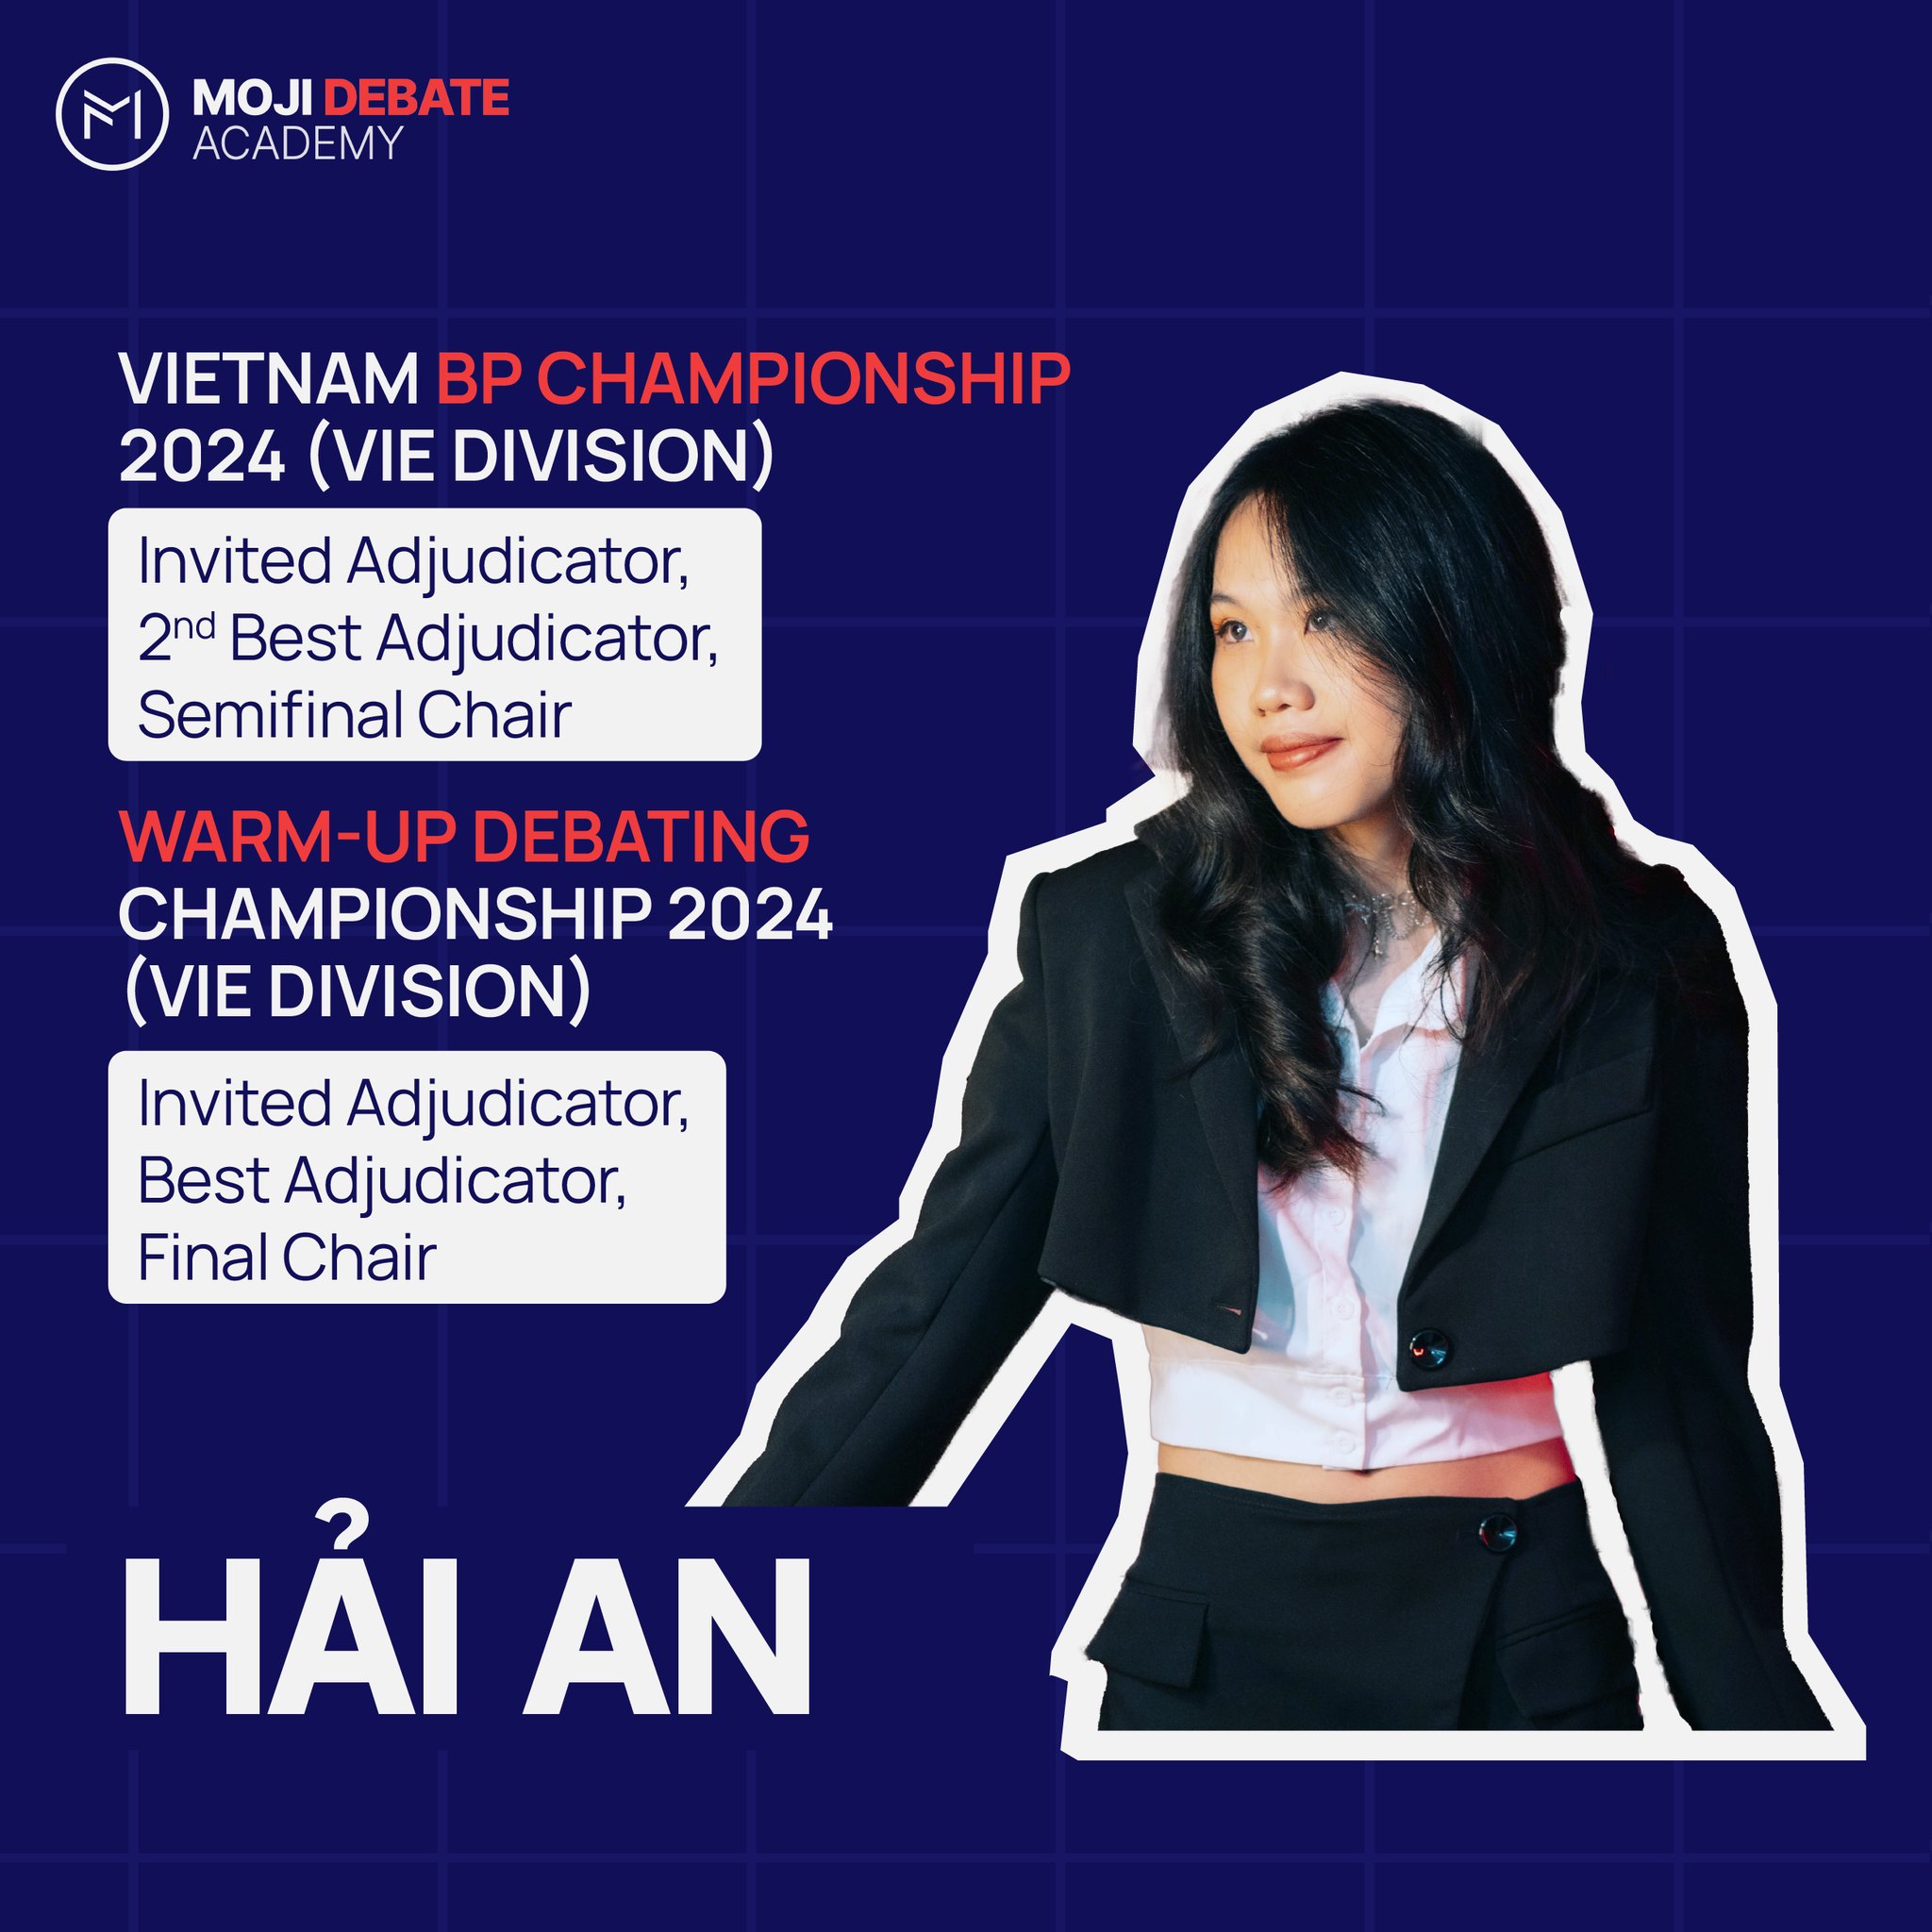 MOJI DEBATE
ACADEMY
VIETNAM BP CHAMPIONSHIP
2024 (VIE DIVISION)
Invited Adjudicator,
2nd Best Adjudicator,
Semifinal Chair
WARM-UP DEBATING
CHAMPIONSHIP 2024
(VIE DIVISION)
Invited Adjudicator,
Best Adjudicator,
Final Chair
HẢI AN